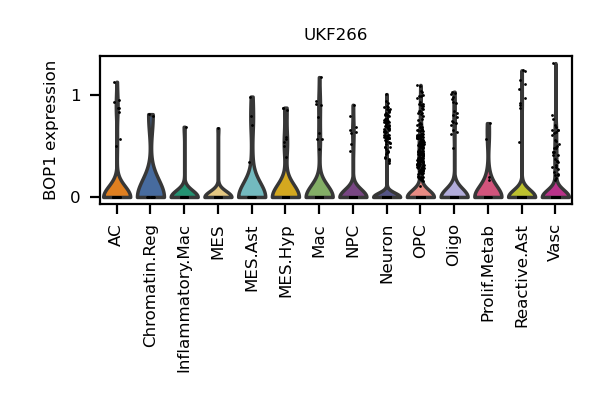 UKF266
BOP1 expression
1
0
AC
Chromatin.Reg
Inflammatory.Mac
MES
MES.Ast
MES.Hyp
Mac
NPC
Neuron
OPC
Oligo
Prolif.Metab
Reactive.Ast
Vasc